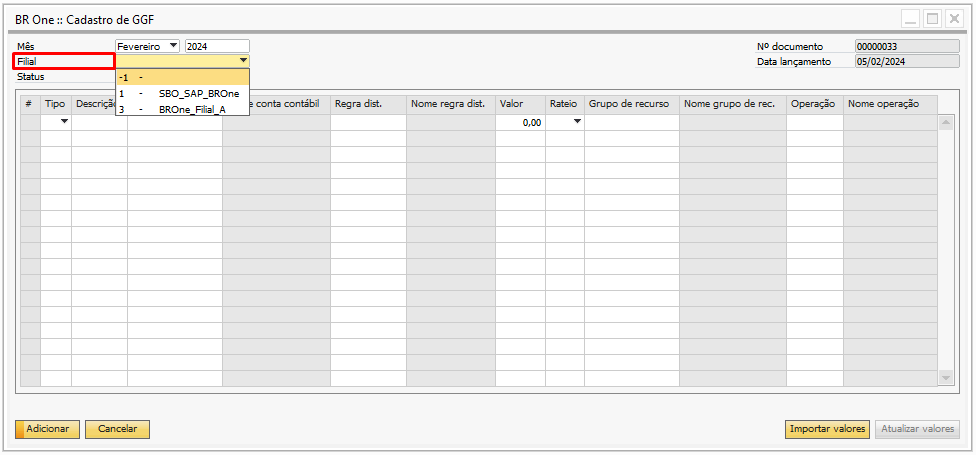 BR One :: Cadastro de GGF
Mês Fevereiro 2024 Nº documento 00000033
Filial Data lançamento 05/02/2024
Status -1 -
1 - SBO_SAP_BROne
3 - BROne_Filial_A
# Tipo Descrição conta contábil Regra dist. Nome regra dist. Valor Rateio Grupo de recurso Nome grupo de rec. Operação Nome operação
0,00
Adicionar Cancelar Importar valores Atualizar valores